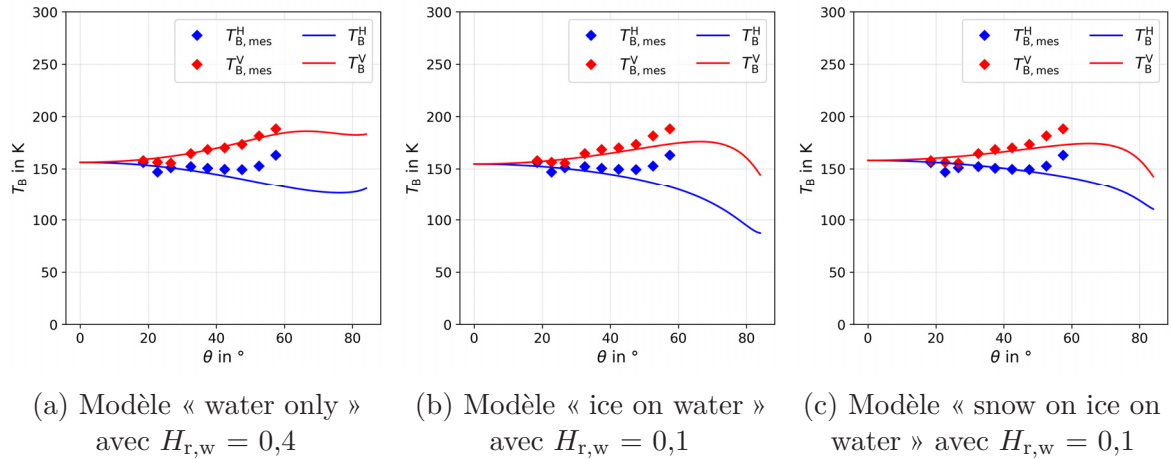 300
250
200
150
100
50
0
0 20 40 60 80
T_B in K
θ in °
T^H_B,mes T^H_B
T^V_B,mes T^V_B
300
250
200
150
100
50
0
0 20 40 60 80
T_B in K
θ in °
T^H_B,mes T^H_B
T^V_B,mes T^V_B
300
250
200
150
100
50
0
0 20 40 60 80
T_B in K
θ in °
T^H_B,mes T^H_B
T^V_B,mes T^V_B
(a) Modèle « water only »
avec H_r,w = 0,4
(b) Modèle « ice on water »
avec H_r,w = 0,1
(c) Modèle « snow on ice on
water » avec H_r,w = 0,1